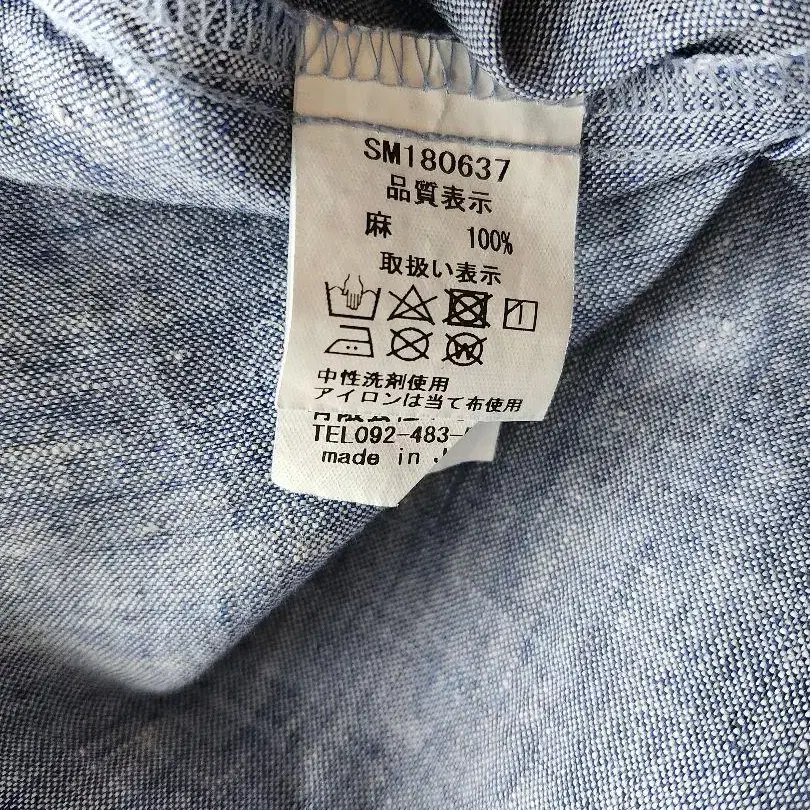 SM180637
品質表示
麻 100%
取扱い表示
中性洗剤使用
アイロンは当て布使用
TEL092-483-
made in